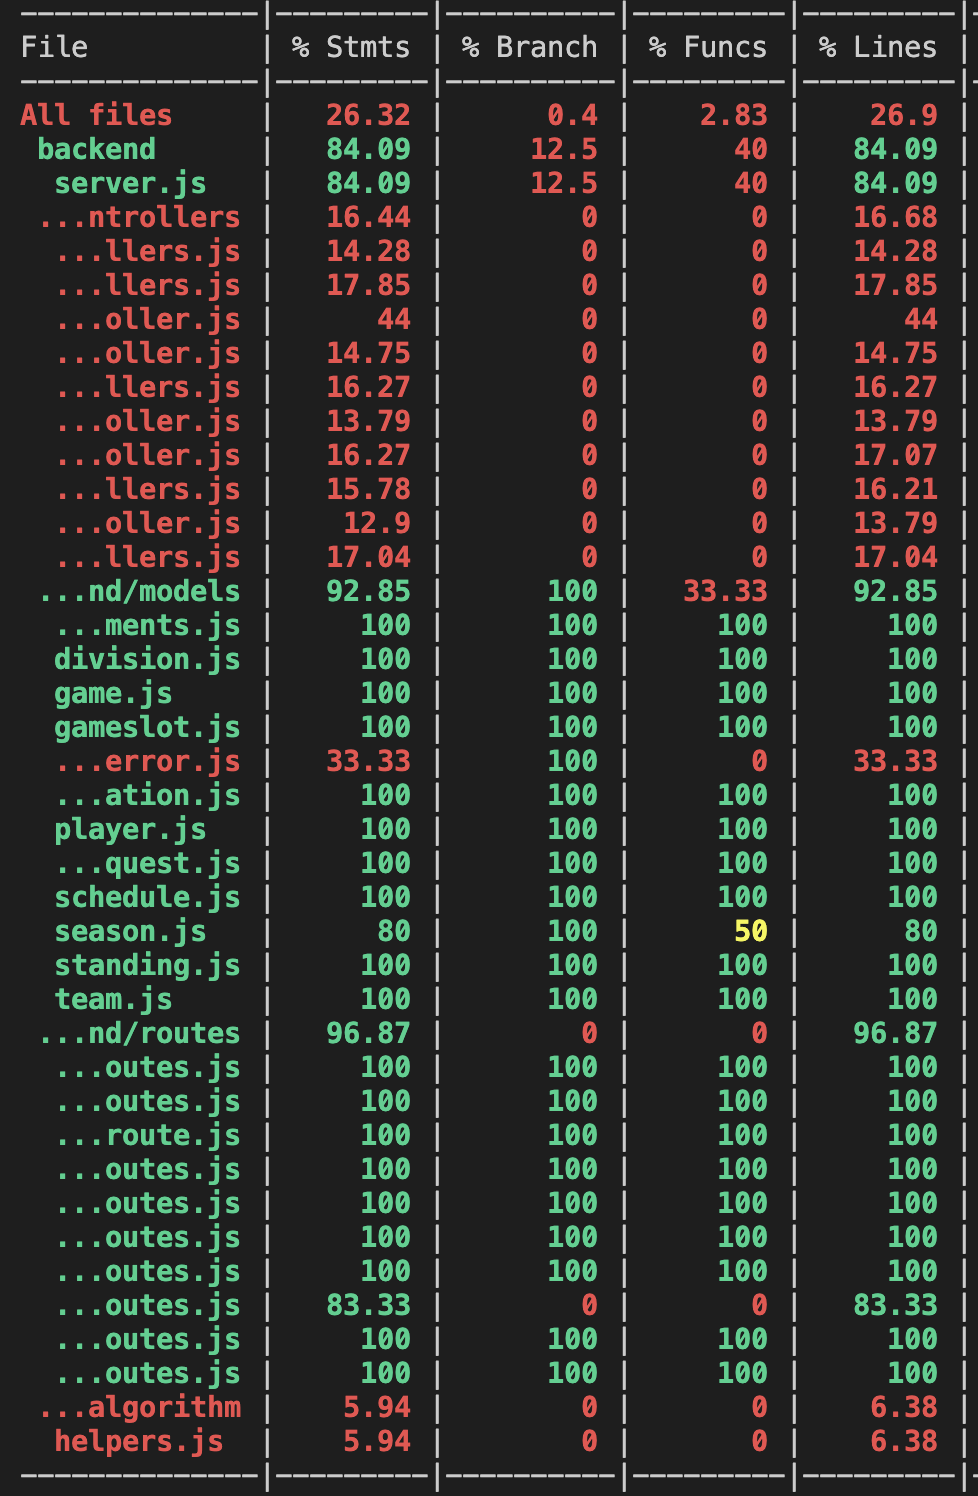 File | % Stmts | % Branch | % Funcs | % Lines |
All files | 26.32 | 0.4 | 2.83 | 26.9 |
backend | 84.09 | 12.5 | 40 | 84.09 |
server.js | 84.09 | 12.5 | 40 | 84.09 |
...ntrollers | 16.44 | 0 | 0 | 16.68 |
...llers.js | 14.28 | 0 | 0 | 14.28 |
...llers.js | 17.85 | 0 | 0 | 17.85 |
...oller.js | 44 | 0 | 0 | 44 |
...oller.js | 14.75 | 0 | 0 | 14.75 |
...llers.js | 16.27 | 0 | 0 | 16.27 |
...oller.js | 13.79 | 0 | 0 | 13.79 |
...oller.js | 16.27 | 0 | 0 | 17.07 |
...llers.js | 15.78 | 0 | 0 | 16.21 |
...oller.js | 12.9 | 0 | 0 | 13.79 |
...llers.js | 17.04 | 0 | 0 | 17.04 |
...nd/models | 92.85 | 100 | 33.33 | 92.85 |
...ments.js | 100 | 100 | 100 | 100 |
division.js | 100 | 100 | 100 | 100 |
game.js | 100 | 100 | 100 | 100 |
gameslot.js | 100 | 100 | 100 | 100 |
...error.js | 33.33 | 100 | 0 | 33.33 |
...ation.js | 100 | 100 | 100 | 100 |
player.js | 100 | 100 | 100 | 100 |
...quest.js | 100 | 100 | 100 | 100 |
schedule.js | 100 | 100 | 100 | 100 |
season.js | 80 | 100 | 50 | 80 |
standing.js | 100 | 100 | 100 | 100 |
team.js | 100 | 100 | 100 | 100 |
...nd/routes | 96.87 | 0 | 0 | 96.87 |
...outes.js | 100 | 100 | 100 | 100 |
...outes.js | 100 | 100 | 100 | 100 |
...route.js | 100 | 100 | 100 | 100 |
...outes.js | 100 | 100 | 100 | 100 |
...outes.js | 100 | 100 | 100 | 100 |
...outes.js | 100 | 100 | 100 | 100 |
...outes.js | 100 | 100 | 100 | 100 |
...outes.js | 83.33 | 0 | 0 | 83.33 |
...outes.js | 100 | 100 | 100 | 100 |
...outes.js | 100 | 100 | 100 | 100 |
...algorithm | 5.94 | 0 | 0 | 6.38 |
helpers.js | 5.94 | 0 | 0 | 6.38 |